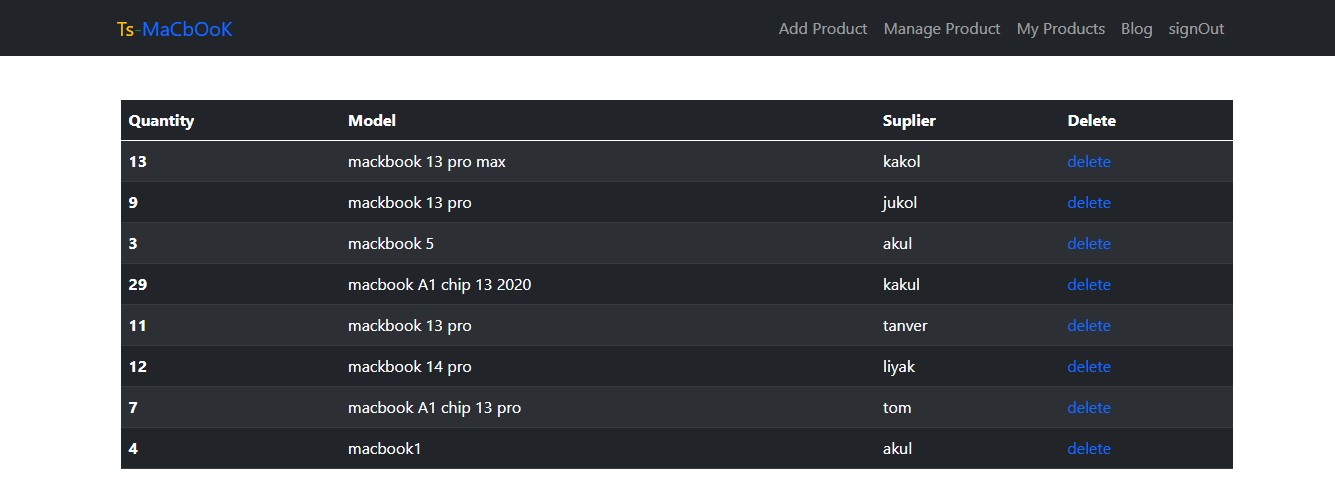 Ts-MaCbOoK Add Product Manage Product My Products Blog signOut
Quantity Model Suplier Delete
13 mackbook 13 pro max kakol delete
9 mackbook 13 pro jukol delete
3 mackbook 5 akul delete
29 macbook A1 chip 13 2020 kakul delete
11 mackbook 13 pro tanver delete
12 mackbook 14 pro liyak delete
7 macbook A1 chip 13 pro tom delete
4 macbook1 akul delete